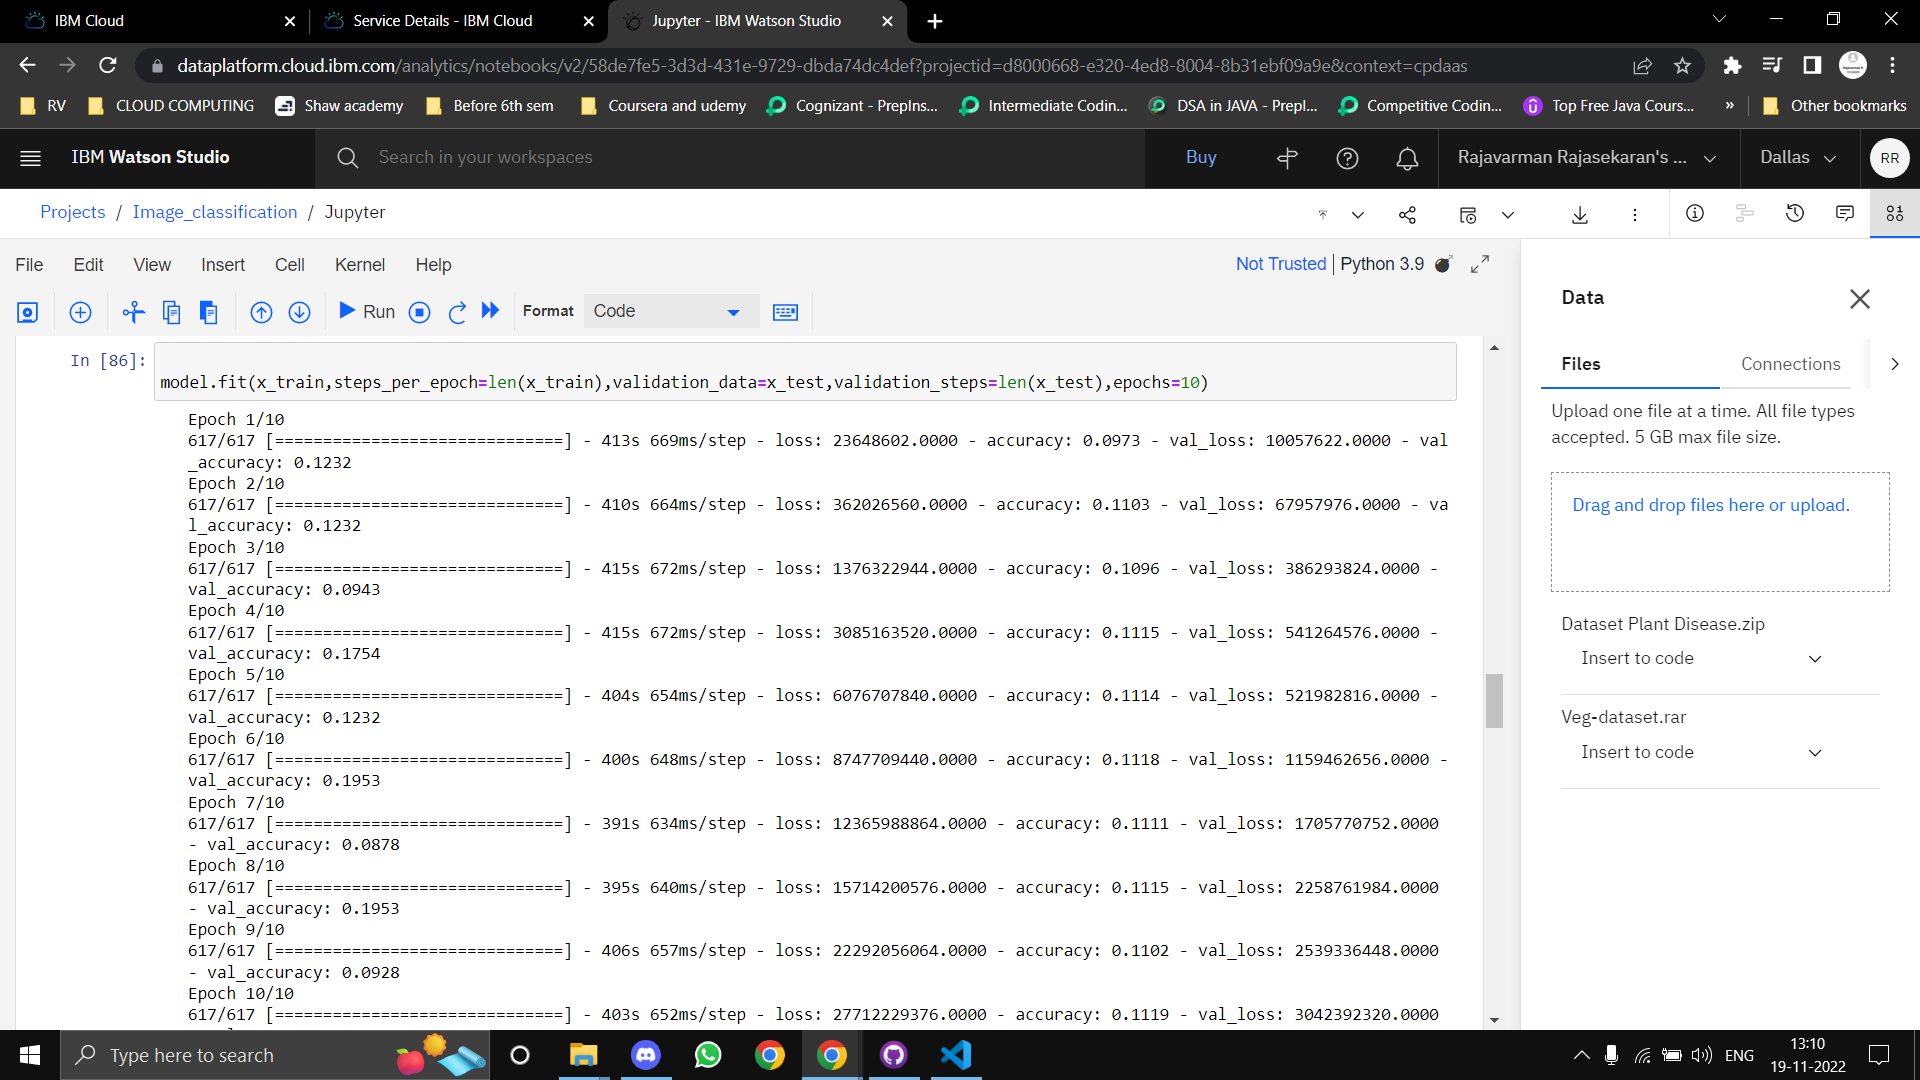 IBM Cloud
Service Details - IBM Cloud
Jupyter - IBM Watson Studio
dataplatform.cloud.ibm.com/analytics/notebooks/v2/58de7fe5-3d3d-431e-9729-dbda74dc4def?projectid=d8000668-e320-4ed8-8004-8b31ebf09a9e&context=cpdaas
RV
CLOUD COMPUTING
Shaw academy
Before 6th sem
Coursera and udemy
Cognizant - PrepIns...
Intermediate Codin...
DSA in JAVA - PrepI...
Competitive Codin...
Top Free Java Cours...
»
Other bookmarks
IBM Watson Studio
Search in your workspaces
Buy
Rajavarman Rajasekaran's ...
Dallas
RR
Projects / Image_classification / Jupyter
File Edit View Insert Cell Kernel Help
Not Trusted Python 3.9
Run
Format
Code
In [86]:
model.fit(x_train,steps_per_epoch=len(x_train),validation_data=x_test,validation_steps=len(x_test),epochs=10)
Epoch 1/10
617/617 [==============================] - 413s 669ms/step - loss: 23648602.0000 - accuracy: 0.0973 - val_loss: 10057622.0000 - val
_accuracy: 0.1232
Epoch 2/10
617/617 [==============================] - 410s 664ms/step - loss: 362026560.0000 - accuracy: 0.1103 - val_loss: 67957976.0000 - va
l_accuracy: 0.1232
Epoch 3/10
617/617 [==============================] - 415s 672ms/step - loss: 1376322944.0000 - accuracy: 0.1096 - val_loss: 386293824.0000 -
val_accuracy: 0.0943
Epoch 4/10
617/617 [==============================] - 415s 672ms/step - loss: 3085163520.0000 - accuracy: 0.1115 - val_loss: 541264576.0000 -
val_accuracy: 0.1754
Epoch 5/10
617/617 [==============================] - 404s 654ms/step - loss: 6076707840.0000 - accuracy: 0.1114 - val_loss: 521982816.0000 -
val_accuracy: 0.1232
Epoch 6/10
617/617 [==============================] - 400s 648ms/step - loss: 8747709440.0000 - accuracy: 0.1118 - val_loss: 1159462656.0000 -
val_accuracy: 0.1953
Epoch 7/10
617/617 [==============================] - 391s 634ms/step - loss: 12365988864.0000 - accuracy: 0.1111 - val_loss: 1705770752.0000
- val_accuracy: 0.0878
Epoch 8/10
617/617 [==============================] - 395s 640ms/step - loss: 15714200576.0000 - accuracy: 0.1115 - val_loss: 2258761984.0000
- val_accuracy: 0.1953
Epoch 9/10
617/617 [==============================] - 406s 657ms/step - loss: 22292056064.0000 - accuracy: 0.1102 - val_loss: 2539336448.0000
- val_accuracy: 0.0928
Epoch 10/10
617/617 [==============================] - 403s 652ms/step - loss: 27712229376.0000 - accuracy: 0.1119 - val_loss: 3042392320.0000
Data
Files
Connections
Upload one file at a time. All file types
accepted. 5 GB max file size.
Drag and drop files here or upload.
Dataset Plant Disease.zip
Insert to code
Veg-dataset.rar
Insert to code
Type here to search
ENG
13:10
19-11-2022